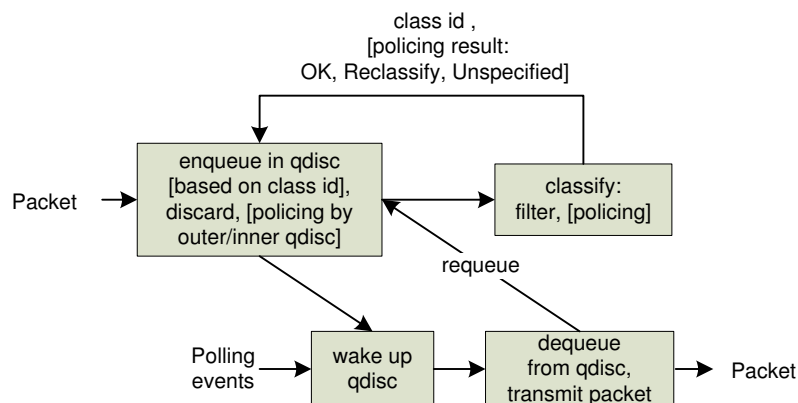 class id ,
[policing result:
OK, Reclassify, Unspecified]
Packet
enqueue in qdisc
[based on class id],
discard, [policing by
outer/inner qdisc]
classify:
filter, [policing]
requeue
Polling
events
wake up
qdisc
dequeue
from qdisc,
transmit packet
Packet